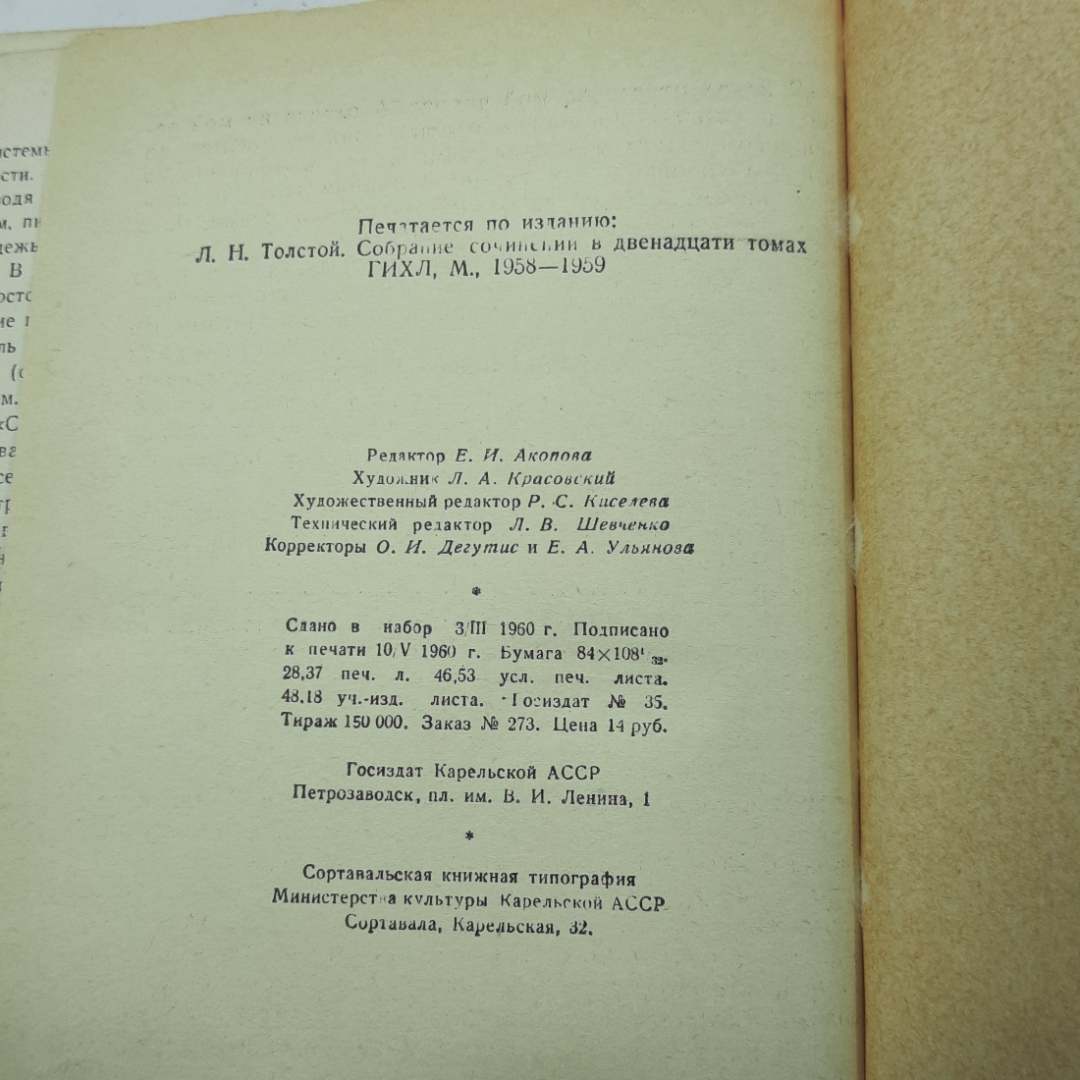 Печатается по изданию:
Л. Н. Толстой. Собрание сочинений в двенадцати томах
ГИХЛ, М., 1958—1959
Редактор Е. И. Акопова
Художник Л. А. Красовский
Художественный редактор Р. С. Киселева
Технический редактор Л. В. Шевченко
Корректоры О. И. Дегутис и Е. А. Ульянова
*
Сдано в набор 3/III 1960 г. Подписано
к печати 10/V 1960 г. Бумага 84×108¹/₃₂.
28,37 печ. л. 46,53 усл. печ. листа.
48.18 уч.-изд. листа. Госиздат № 35.
Тираж 150 000. Заказ № 273. Цена 14 руб.
Госиздат Карельской АССР
Петрозаводск, пл. им. В. И. Ленина, 1
*
Сортавальская книжная типография
Министерства культуры Карельской АССР
Сортавала, Карельская, 32.